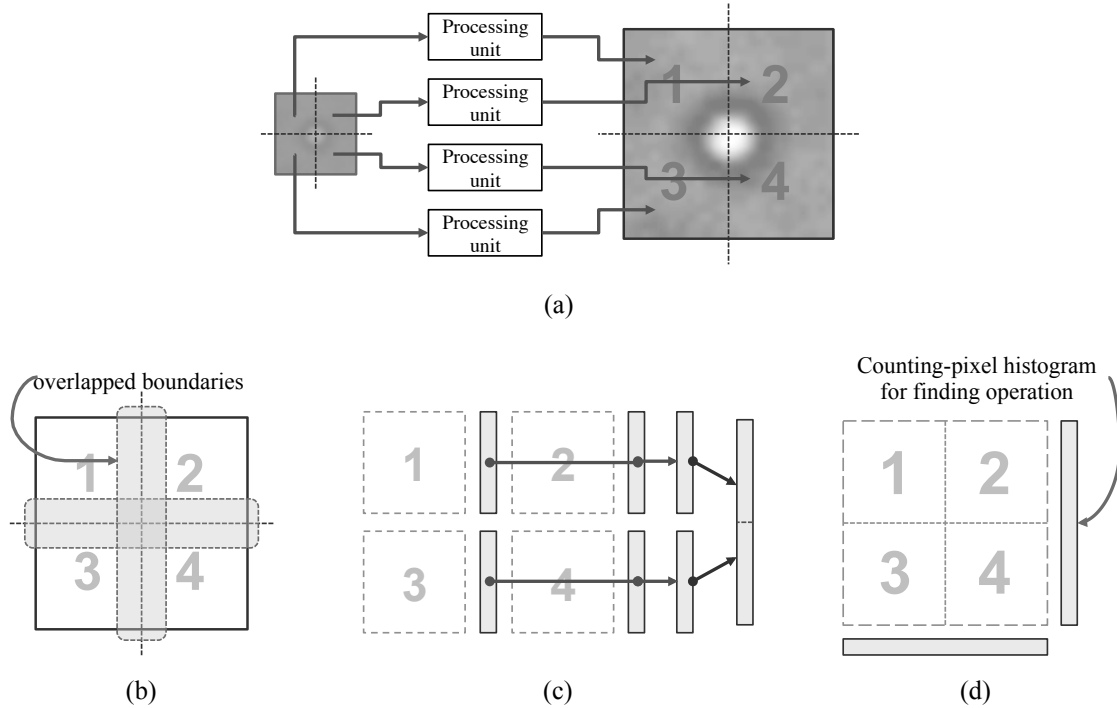 Processing
unit
Processing
unit
Processing
unit
Processing
unit
1 2
3 4
(a)
overlapped boundaries
1 2
3 4
(b)
1 2
3 4
(c)
Counting-pixel histogram
for finding operation
1 2
3 4
(d)